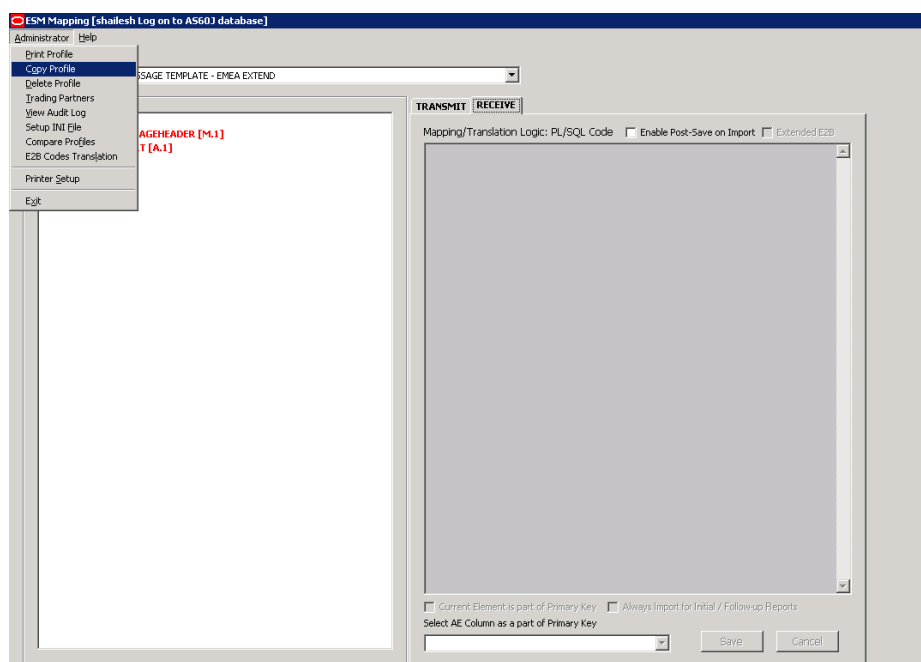 ESM Mapping [shailesh Log on to AS60J database]
Administrator Help
Print Profile
Copy Profile
Delete Profile
Trading Partners
View Audit Log
Setup INI File
Compare Profiles
E2B Codes Translation
Printer Setup
Exit
SSAGE TEMPLATE - EMEA EXTEND
AGEHEADER [M.1]
T [A.1]
TRANSMIT RECEIVE
Mapping/Translation Logic: PL/SQL Code Enable Post-Save on Import Extended E2B
Current Element is part of Primary Key Always Import for Initial / Follow-up Reports
Select AE Column as a part of Primary Key
Save Cancel